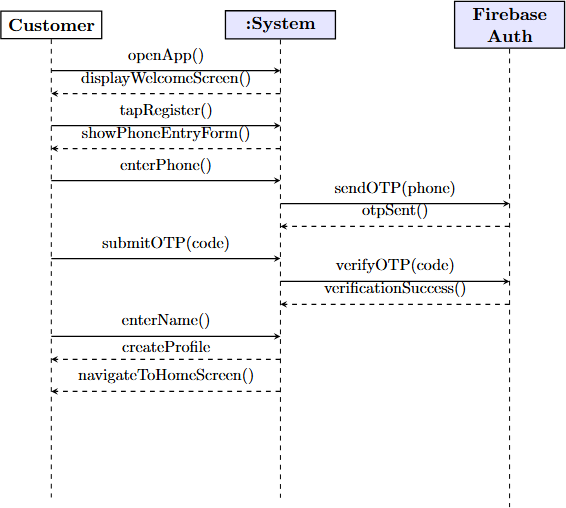 Customer
:System
Firebase
Auth
openApp()
displayWelcomeScreen()
tapRegister()
showPhoneEntryForm()
enterPhone()
sendOTP(phone)
otpSent()
submitOTP(code)
verifyOTP(code)
verificationSuccess()
enterName()
createProfile
navigateToHomeScreen()